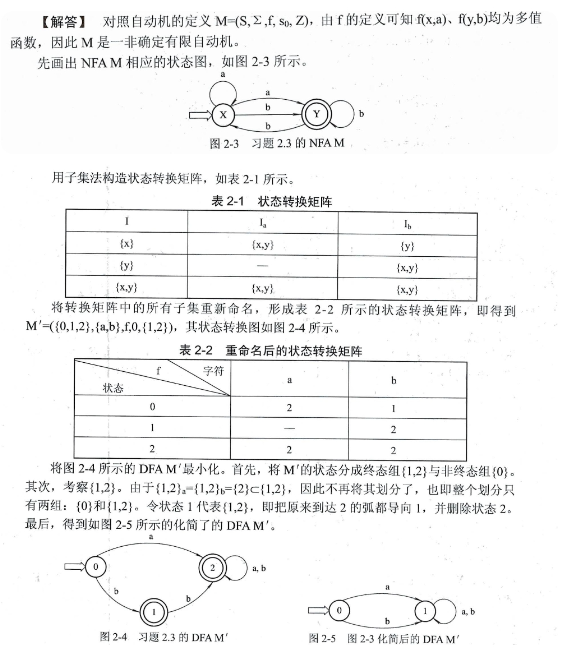 【解答】 对照自动机的定义 M=(S,Σ,f, s₀, Z)，由 f 的定义可知 f(x,a)、f(y,b)均为多值
函数，因此 M 是一非确定有限自动机。
先画出 NFA M 相应的状态图，如图 2-3 所示。
a
a
X
b
Y
b
b
图 2-3 习题 2.3 的 NFA M
用子集法构造状态转换矩阵，如表 2-1 所示。
表 2-1 状态转换矩阵
I Iₐ I_b
{x} {x,y} {y}
{y} — {x,y}
{x,y} {x,y} {x,y}
将转换矩阵中的所有子集重新命名，形成表 2-2 所示的状态转换矩阵，即得到
M′=({0,1,2},{a,b},f,0,{1,2})，其状态转换图如图 2-4 所示。
表 2-2 重命名后的状态转换矩阵
f 字符 a b
状态
0 2 1
1 — 2
2 2 2
将图 2-4 所示的 DFA M′最小化。首先，将 M′的状态分成终态组{1,2}与非终态组{0}。
其次，考察{1,2}。由于{1,2}ₐ={1,2}_b={2}⊂{1,2}，因此不再将其划分了，也即整个划分只
有两组：{0}和{1,2}。令状态 1 代表{1,2}，即把原来到达 2 的弧都导向 1，并删除状态 2。
最后，得到如图 2-5 所示的化简了的 DFA M′。
a
0
2
a, b
b
b
1
图 2-4 习题 2.3 的 DFA M′
a
0
1
a, b
b
图 2-5 图 2-3 化简后的 DFA M′